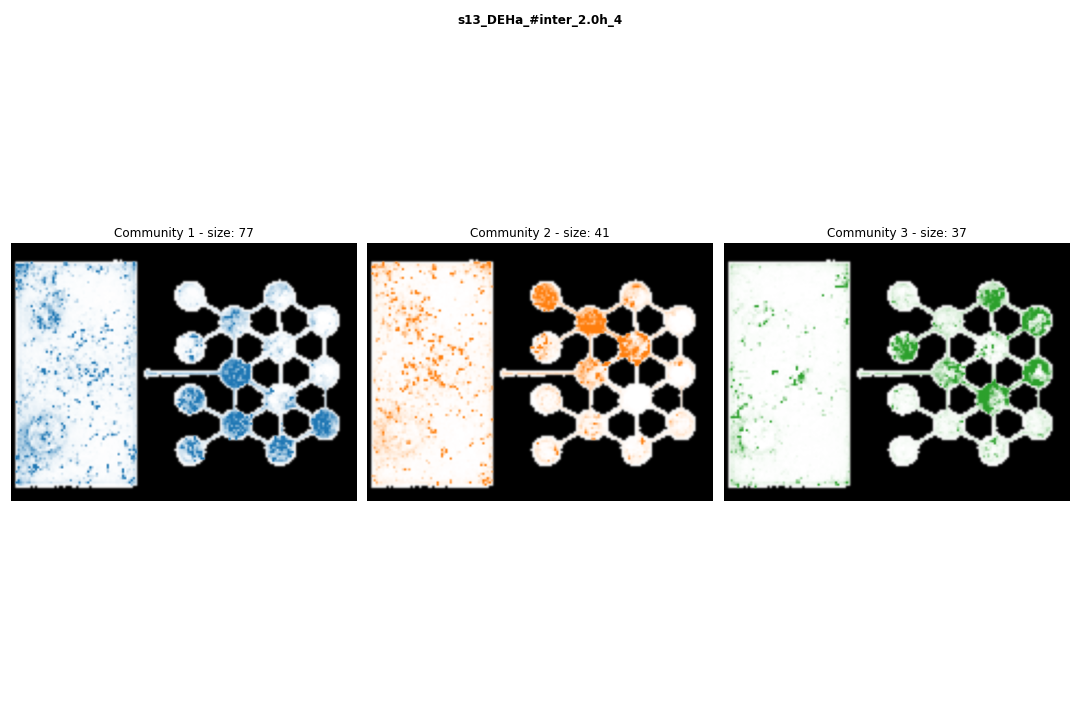 s13_DEHa_#inter_2.0h_4
Community 1 - size: 77
Community 2 - size: 41
Community 3 - size: 37